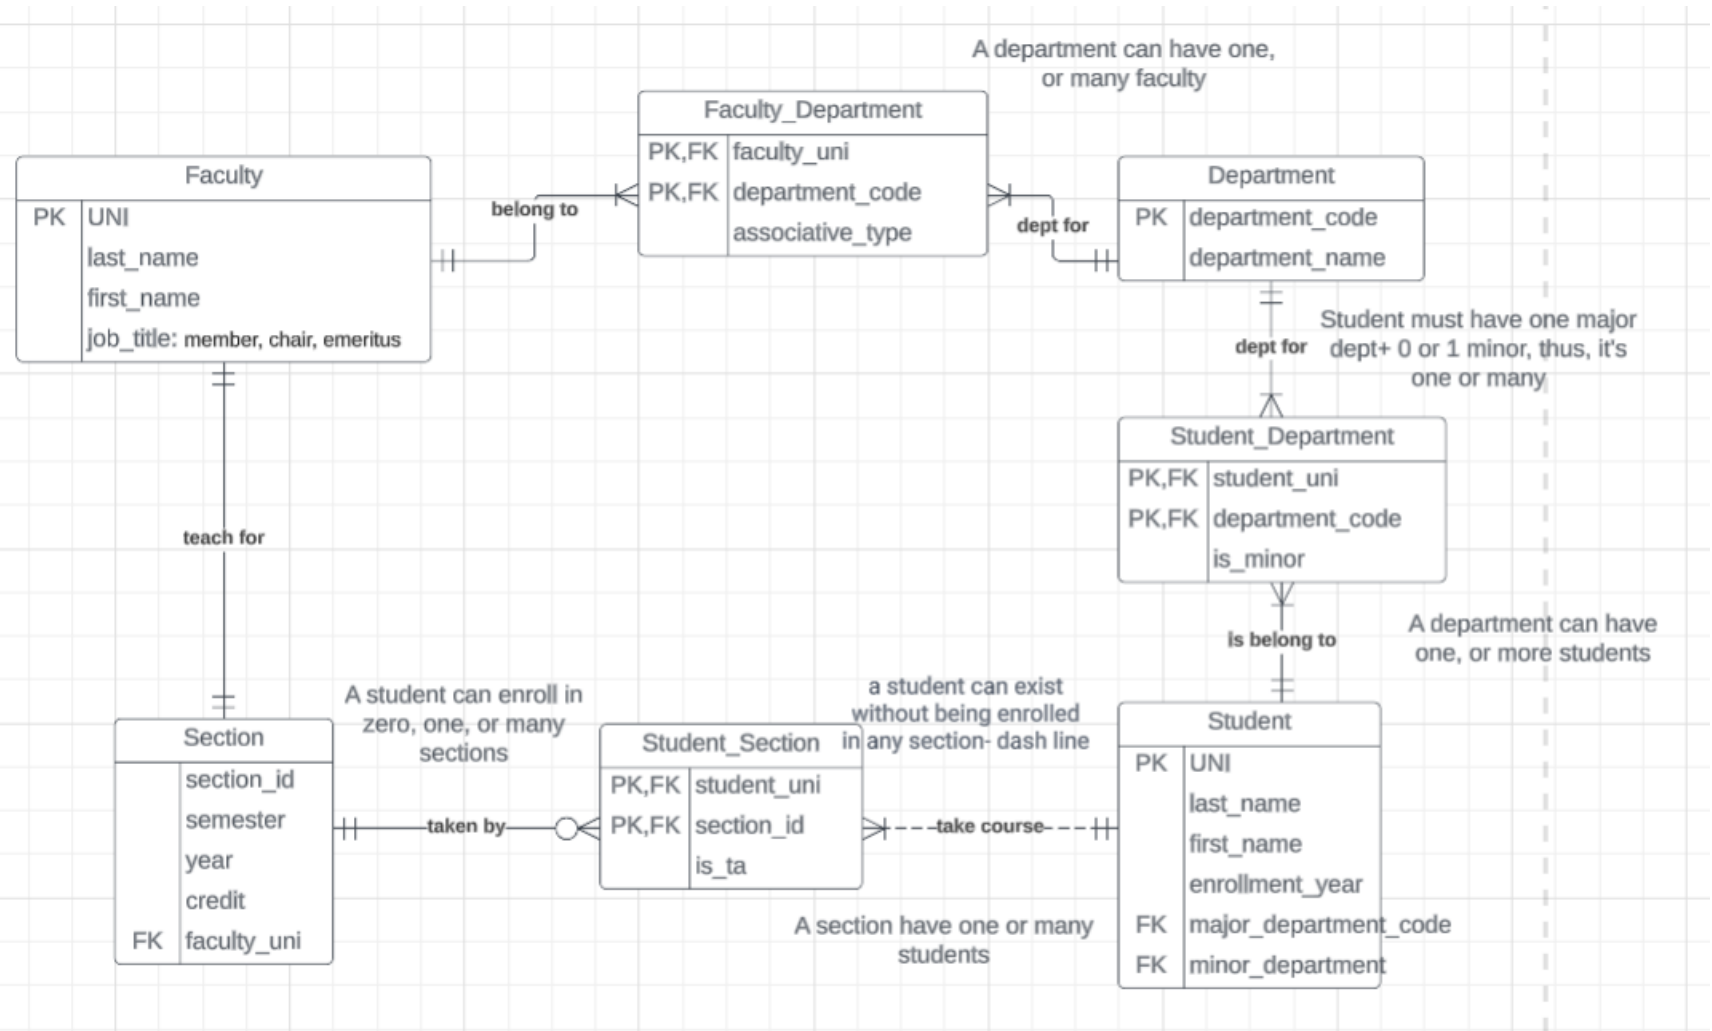 A department can have one,
or many faculty
Faculty_Department
PK,FK faculty_uni
PK,FK department_code
associative_type
Faculty
PK UNI
last_name
first_name
job_title: member, chair, emeritus
belong to
dept for
Department
PK department_code
department_name
dept for
Student must have one major
dept+ 0 or 1 minor, thus, it's
one or many
Student_Department
PK,FK student_uni
PK,FK department_code
is_minor
teach for
is belong to
A department can have
one, or more students
Section
section_id
semester
year
credit
FK faculty_uni
A student can enroll in
zero, one, or many
sections
taken by
Student_Section
PK,FK student_uni
PK,FK section_id
is_ta
a student can exist
without being enrolled
in any section- dash line
take course
A section have one or many
students
Student
PK UNI
last_name
first_name
enrollment_year
FK major_department_code
FK minor_department